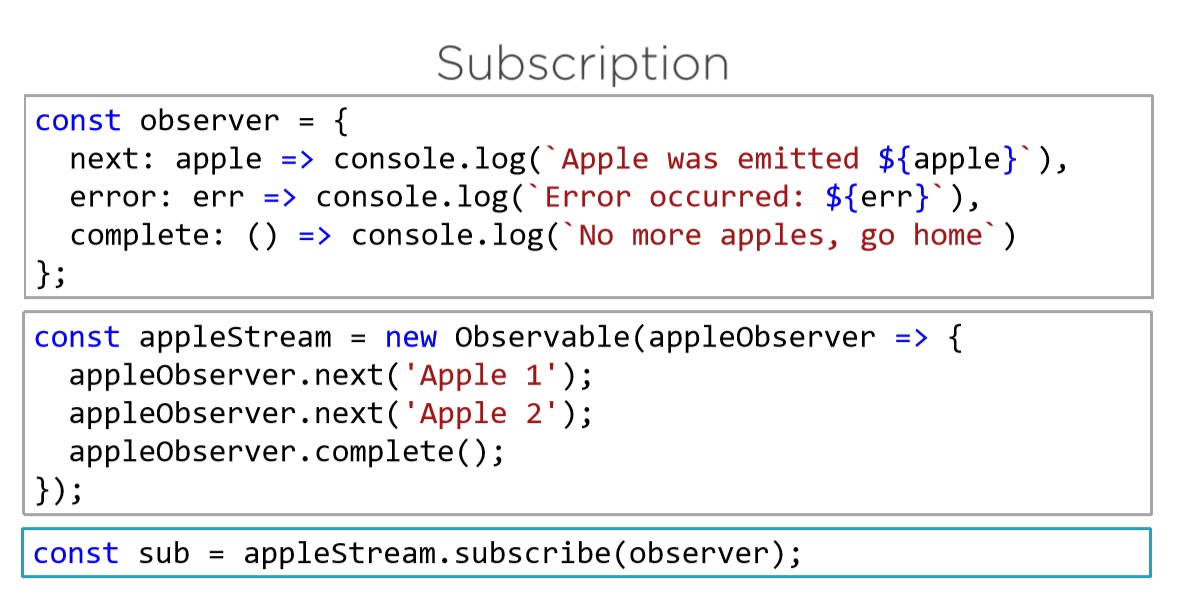 Subscription
const observer = {
  next: apple => console.log(`Apple was emitted ${apple}`),
  error: err => console.log(`Error occurred: ${err}`),
  complete: () => console.log(`No more apples, go home`)
};
const appleStream = new Observable(appleObserver => {
  appleObserver.next('Apple 1');
  appleObserver.next('Apple 2');
  appleObserver.complete();
});
const sub = appleStream.subscribe(observer);